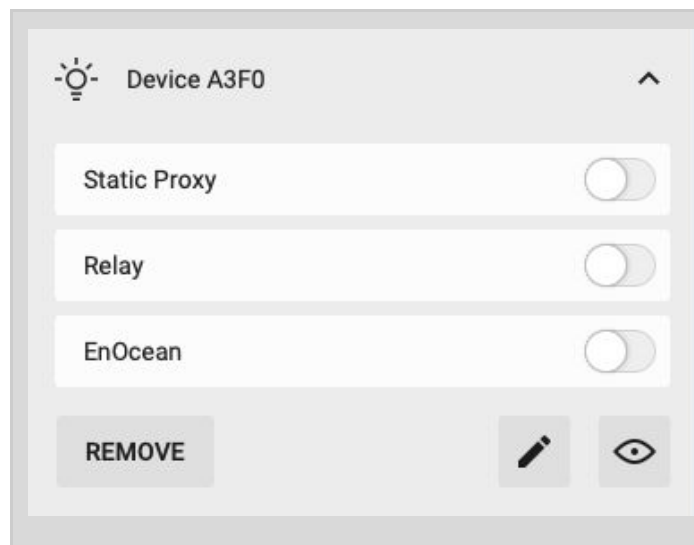 Device A3F0
Static Proxy
Relay
EnOcean
REMOVE